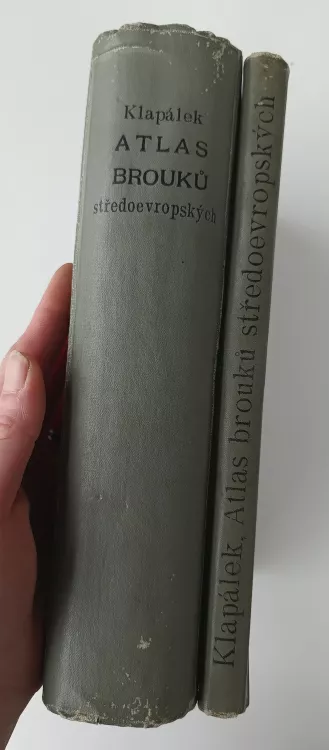 Klapálek
ATLAS
BROUKŮ
středoevropských
Klapálek, Atlas brouků středoevropských